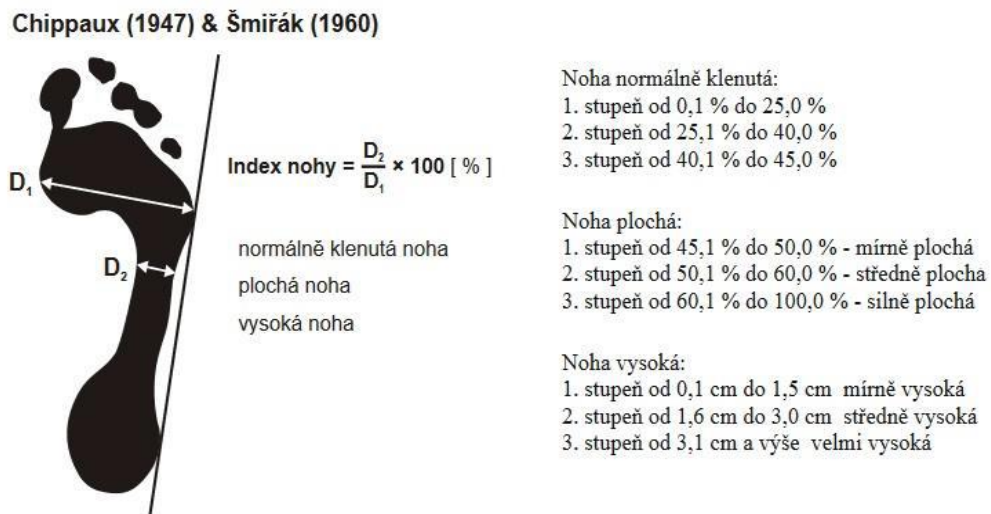 Chippaux (1947) & Šmiřák (1960)
D₁
D₂
Index nohy = D₂/D₁ × 100 [ % ]
normálně klenutá noha
plochá noha
vysoká noha
Noha normálně klenutá:
1. stupeň od 0,1 % do 25,0 %
2. stupeň od 25,1 % do 40,0 %
3. stupeň od 40,1 % do 45,0 %
Noha plochá:
1. stupeň od 45,1 % do 50,0 % - mírně plochá
2. stupeň od 50,1 % do 60,0 % - středně plocha
3. stupeň od 60,1 % do 100,0 % - silně plochá
Noha vysoká:
1. stupeň od 0,1 cm do 1,5 cm mírně vysoká
2. stupeň od 1,6 cm do 3,0 cm středně vysoká
3. stupeň od 3,1 cm a výše velmi vysoká